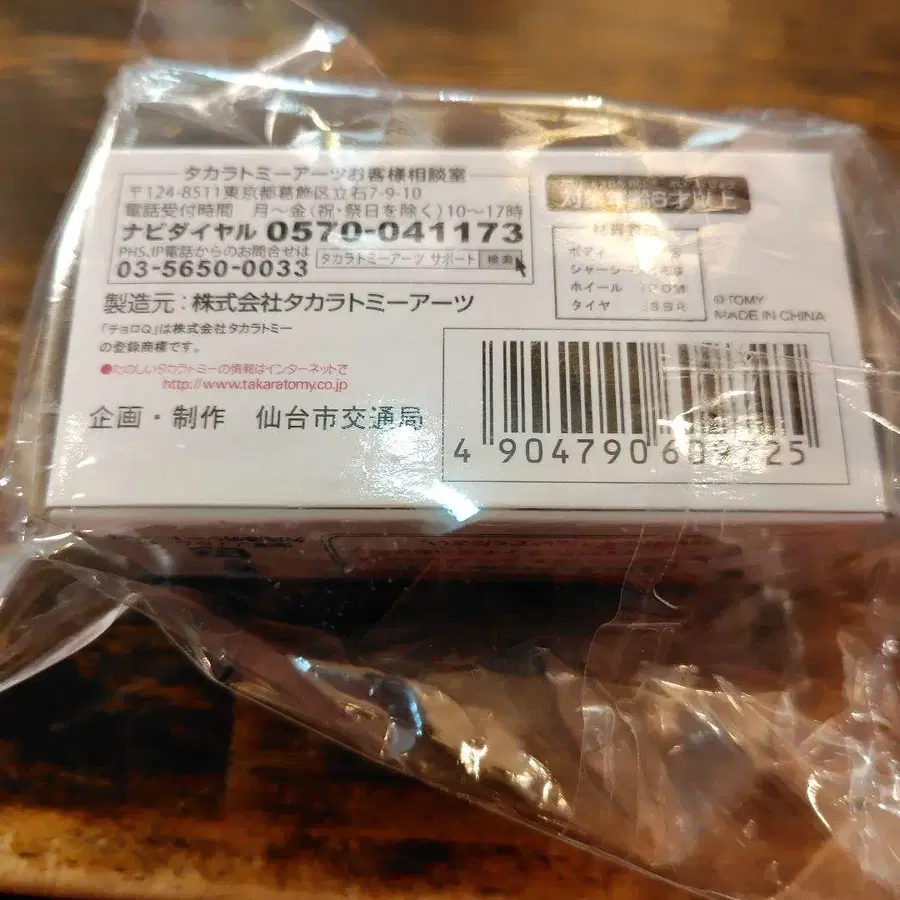 タカラトミーアーツお客様相談室
〒124-8511東京都葛飾区立石7-9-10
電話受付時間 月〜金(祝・祭日を除く)10〜17時
ナビダイヤル 0570-041173
PHS、IP電話からのお問合せは
03-5650-0033
タカラトミーアーツ サポート 検索
製造元:株式会社タカラトミーアーツ
「チョロQ」は株式会社タカラトミー
の登録商標です。
●たのしいタカラトミーの情報はインターネットで
http://www.takaratomy.co.jp
企画・制作 仙台市交通局
才以上
ボディ
シャーシー
ホイール
タイヤ
© TOMY
MADE IN CHINA
4 904790